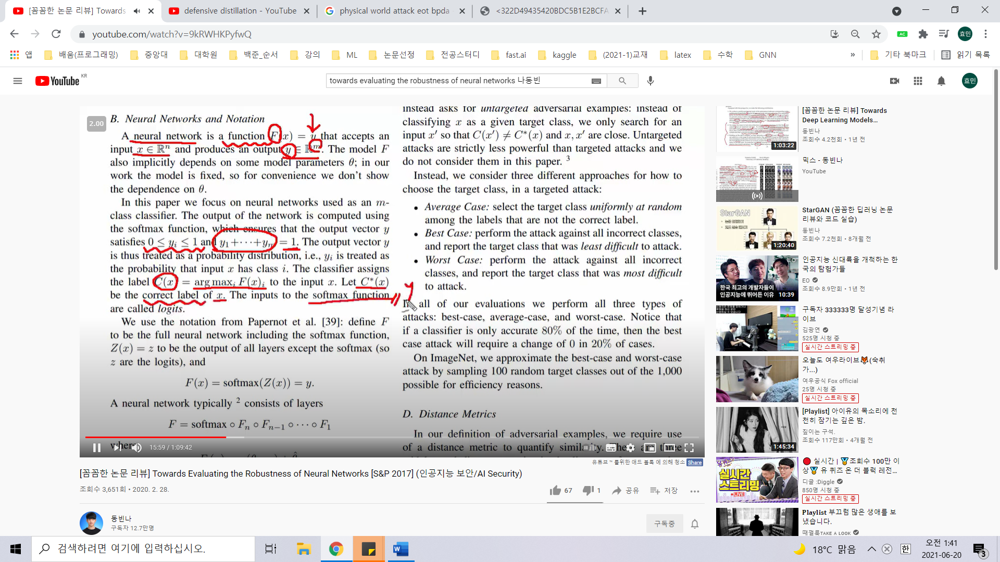 [꼼꼼한 논문 리뷰] Towards
defensive distillation - YouTube
physical world attack eot bpda
<322D49435420BDC5B1E2BCFA
youtube.com/watch?v=9kRWHKPyfwQ
AC
효민
앱
배움(프로그래밍)
중앙대
대학원
백준_순서
강의
ML
논문선정
전공스터디
fast.ai
kaggle
(2021-1)교재
latex
수학
GNN
»
기타 북마크
읽기 목록
YouTube KR
towards evaluating the robustness of neural networks 나동빈
효민
2.00
B. Neural Networks and Notation
A neural network is a function F(x) = y that accepts an
input x ∈ ℝⁿ and produces an output y ∈ ℝᵐ. The model F
also implicitly depends on some model parameters θ; in our
work the model is fixed, so for convenience we don't show
the dependence on θ.
In this paper we focus on neural networks used as an m-
class classifier. The output of the network is computed using
the softmax function, which ensures that the output vector y
satisfies 0 ≤ yᵢ ≤ 1 and y₁+···+yₘ = 1. The output vector y
is thus treated as a probability distribution, i.e., yᵢ is treated as
the probability that input x has class i. The classifier assigns
the label C(x) = arg maxᵢ F(x)ᵢ to the input x. Let C*(x)
be the correct label of x. The inputs to the softmax function
are called logits.
We use the notation from Papernot et al. [39]: define F
to be the full neural network including the softmax function,
Z(x) = z to be the output of all layers except the softmax (so
z are the logits), and
F(x) = softmax(Z(x)) = y.
A neural network typically ² consists of layers
F = softmax ∘ Fₙ ∘ Fₙ₋₁ ∘ ··· ∘ F₁
where
instead asks for untargeted adversarial examples: instead of
classifying x as a given target class, we only search for an
input x′ so that C(x′) ≠ C*(x) and x, x′ are close. Untargeted
attacks are strictly less powerful than targeted attacks and we
do not consider them in this paper. ³
Instead, we consider three different approaches for how to
choose the target class, in a targeted attack:
• Average Case: select the target class uniformly at random
among the labels that are not the correct label.
• Best Case: perform the attack against all incorrect classes,
and report the target class that was least difficult to attack.
• Worst Case: perform the attack against all incorrect
classes, and report the target class that was most difficult
to attack.
y
In all of our evaluations we perform all three types of
attacks: best-case, average-case, and worst-case. Notice that
if a classifier is only accurate 80% of the time, then the best
case attack will require a change of 0 in 20% of cases.
On ImageNet, we approximate the best-case and worst-case
attack by sampling 100 random target classes out of the 1,000
possible for efficiency reasons.
D. Distance Metrics
In our definition of adversarial examples, we require use
of a distance metric to quantify similarity. There are three
15:59 / 1:09:42
유튜브™ 를위한 애드 블록 에 의해 청소 Share
[꼼꼼한 논문 리뷰] Towards Evaluating the Robustness of Neural Networks [S&P 2017] (인공지능 보안/AI Security)
조회수 3,651회 • 2020. 2. 28.
67
1
공유
저장
동빈나
구독자 12.7만명
구독중
[꼼꼼한 논문 리뷰] Towards
Deep Learning Models...
동빈나
조회수 4.2천회 • 1년 전
1:03:22
믹스 - 동빈나
YouTube
StarGAN
StarGAN (꼼꼼한 딥러닝 논문
리뷰와 코드 실습)
동빈나
조회수 7.2천회 • 8개월 전
1:20:40
인공지능 신대륙을 개척하는 한
국의 탐험가들
EO
조회수 8.9만회 • 1년 전
한국 최고의 개발자들이
인공지능에 뛰어든 이유
10:39
구독자 333333명 달성기념 라
이브
김광연
525명 시청 중
실시간 스트리밍 중
오늘도 여우라이브🦊(숙취
가...)
여우공식 Fox official
25명 시청 중
실시간 스트리밍 중
[Playlist] 아이유의 목소리에 천
천히 잠기는 깊은 밤.
짙이는 구석.
조회수 117만회 • 4개월 전
1:45:34
🔴 실시간 | 🏅조회수 100만 이
상🏅 유 퀴즈 온 더 블럭 레전...
디글 :Diggle
850명 시청 중
실시간 스트리밍 중
유퀴즈
실시간
스트리밍
LIVE
Playlist 부끄럼 많은 생애를 보
냈습니다.
때껄룩TAKE A LOOK
검색하려면 여기에 입력하십시오.
18°C 맑음
한
오전 1:41
2021-06-20
3